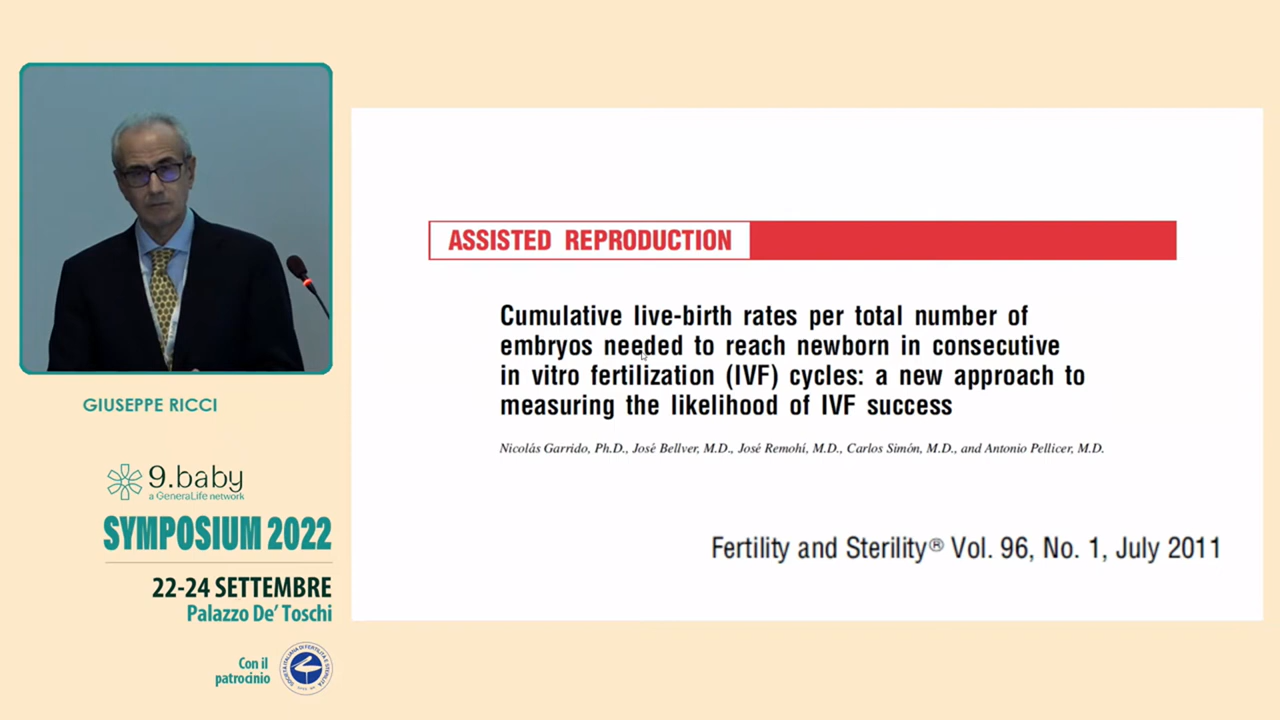 GIUSEPPE RICCI
9.baby
a GeneraLife network
SYMPOSIUM 2022
22-24 SETTEMBRE
Palazzo De' Toschi
Con il
patrocinio
ASSISTED REPRODUCTION
Cumulative live-birth rates per total number of
embryos needed to reach newborn in consecutive
in vitro fertilization (IVF) cycles: a new approach to
measuring the likelihood of IVF success
Nicolás Garrido, Ph.D., José Bellver, M.D., José Remohí, M.D., Carlos Simón, M.D., and Antonio Pellicer, M.D.
Fertility and Sterility® Vol. 96, No. 1, July 2011